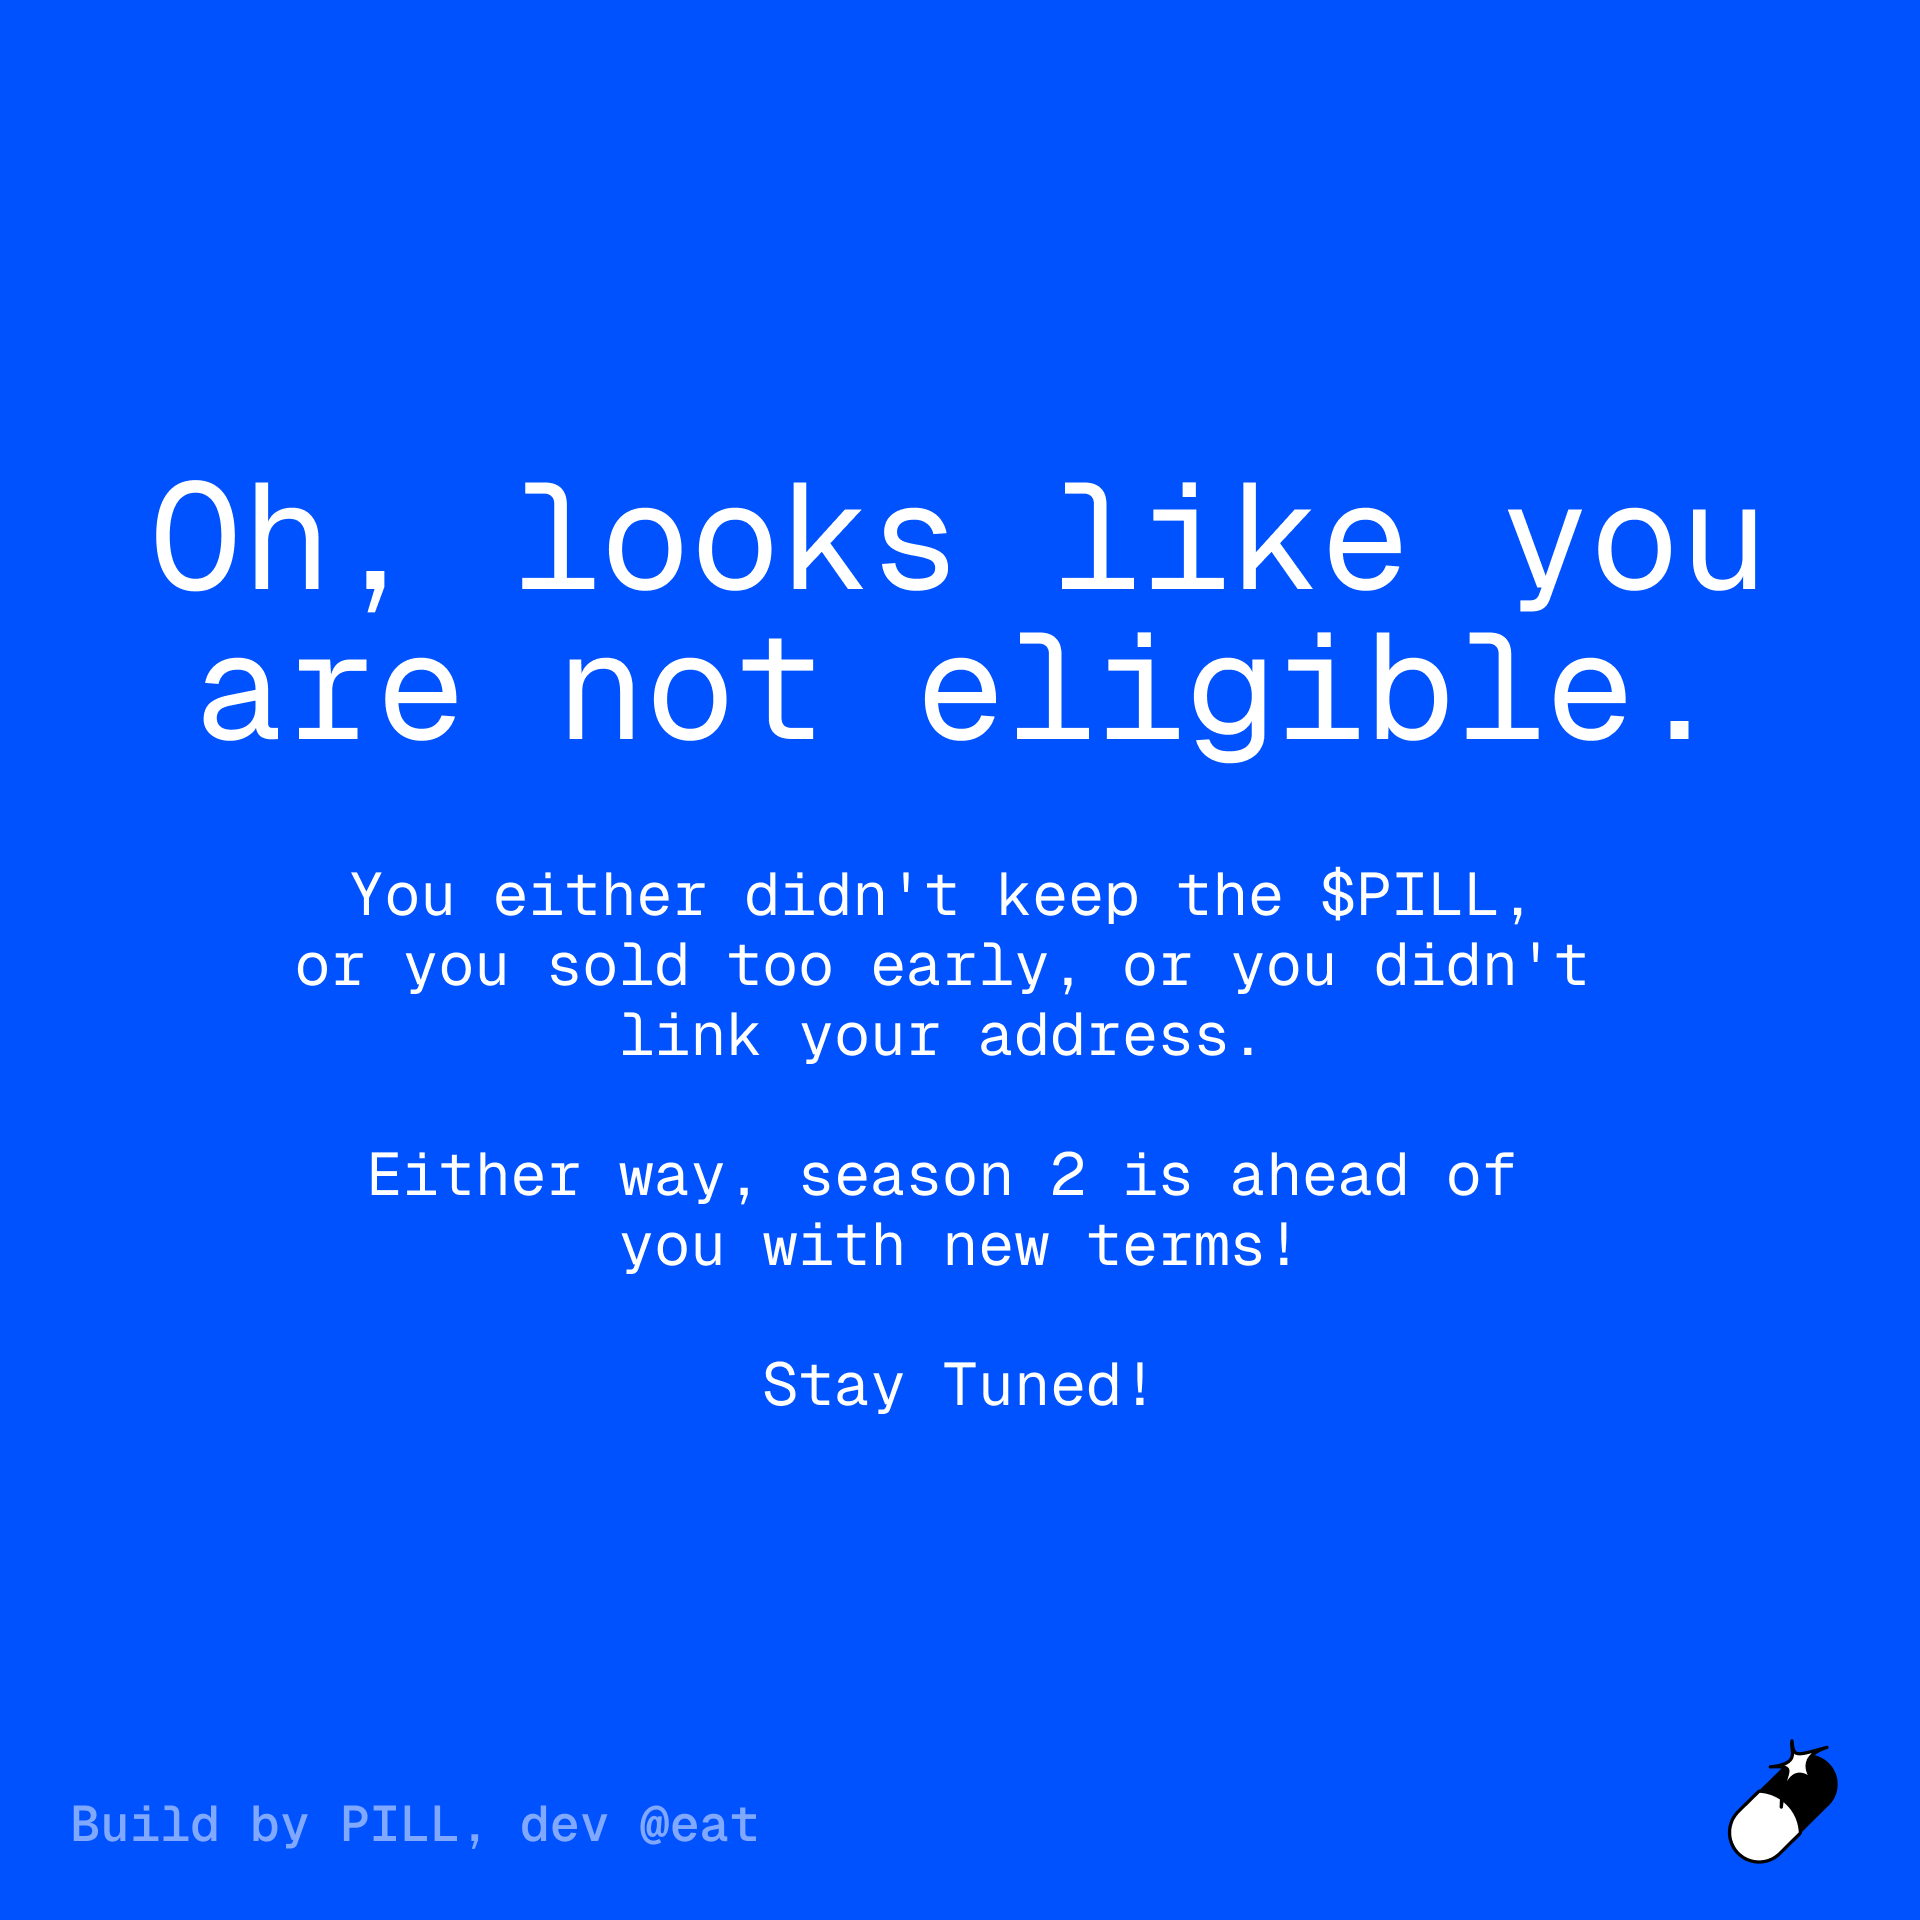 Oh, looks like you
are not eligible.
You either didn't keep the $PILL,
or you sold too early, or you didn't
link your address.
Either way, season 2 is ahead of
you with new terms!
Stay Tuned!
Build by PILL, dev @eat